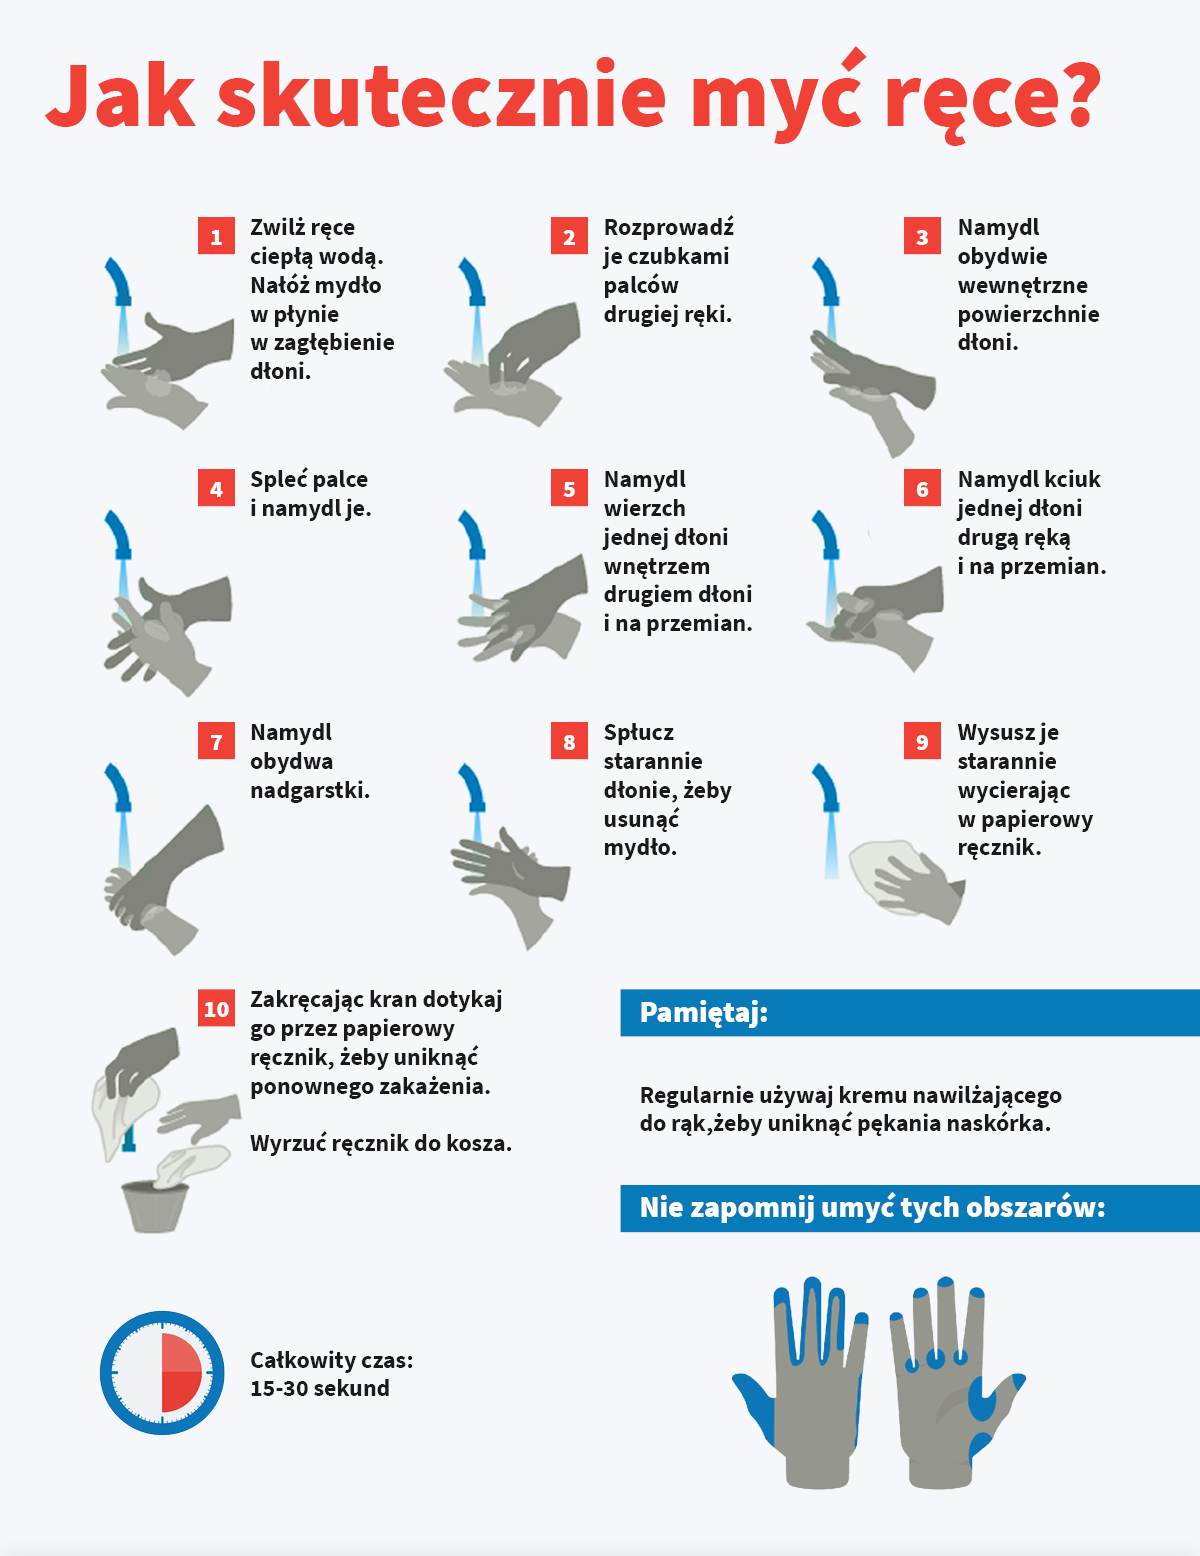 Jak skutecznie myć ręce?
1
Zwilż ręce
ciepłą wodą.
Nałóż mydło
w płynie
w zagłębienie
dłoni.
2
Rozprowadź
je czubkami
palców
drugiej ręki.
3
Namydl
obydwie
wewnętrzne
powierzchnie
dłoni.
4
Spleć palce
i namydl je.
5
Namydl
wierzch
jednej dłoni
wnętrzem
drugiem dłoni
i na przemian.
6
Namydl kciuk
jednej dłoni
drugą ręką
i na przemian.
7
Namydl
obydwa
nadgarstki.
8
Spłucz
starannie
dłonie, żeby
usunąć
mydło.
9
Wysusz je
starannie
wycierając
w papierowy
ręcznik.
10
Zakręcając kran dotykaj
go przez papierowy
ręcznik, żeby uniknąć
ponownego zakażenia.
Wyrzuć ręcznik do kosza.
Pamiętaj:
Regularnie używaj kremu nawilżającego
do rąk,żeby uniknąć pękania naskórka.
Nie zapomnij umyć tych obszarów:
Całkowity czas:
15-30 sekund